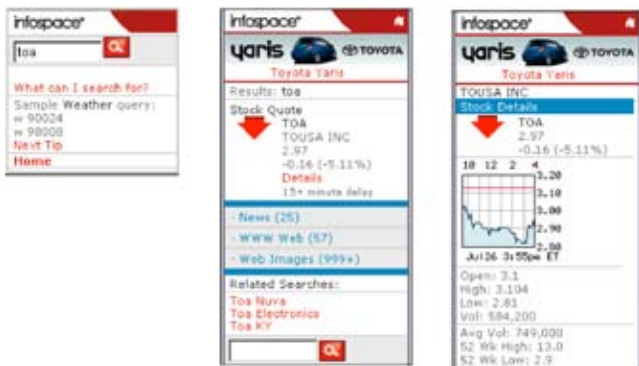 infospace
toa
What can I search for?
Sample Weather query:
w 90024
w 98008
Next Tip
Home
infospace
yaris TOYOTA
Toyota Yaris
Results: toa
Stock Quote
TOA
TOUSA INC
2.97
-0.16 (-5.11%)
Details
15+ minute delay
- News (25)
- WWW Web (57)
- Web Images (999+)
Related Searches:
Toa Nuva
Toa Electronics
Toa KY
infospace
yaris TOYOTA
Toyota Yaris
TOUSA INC
Stock Details
TOA
2.97
-0.16 (-5.11%)
10 12 2 4
3.20
3.10
3.00
2.90
2.80
Jul26 3:55pm ET
Open: 3.1
High: 3.104
Low: 2.81
Vol: 584,200
Avg Vol: 749,000
52 Wk High: 13.0
52 Wk Low: 2.9